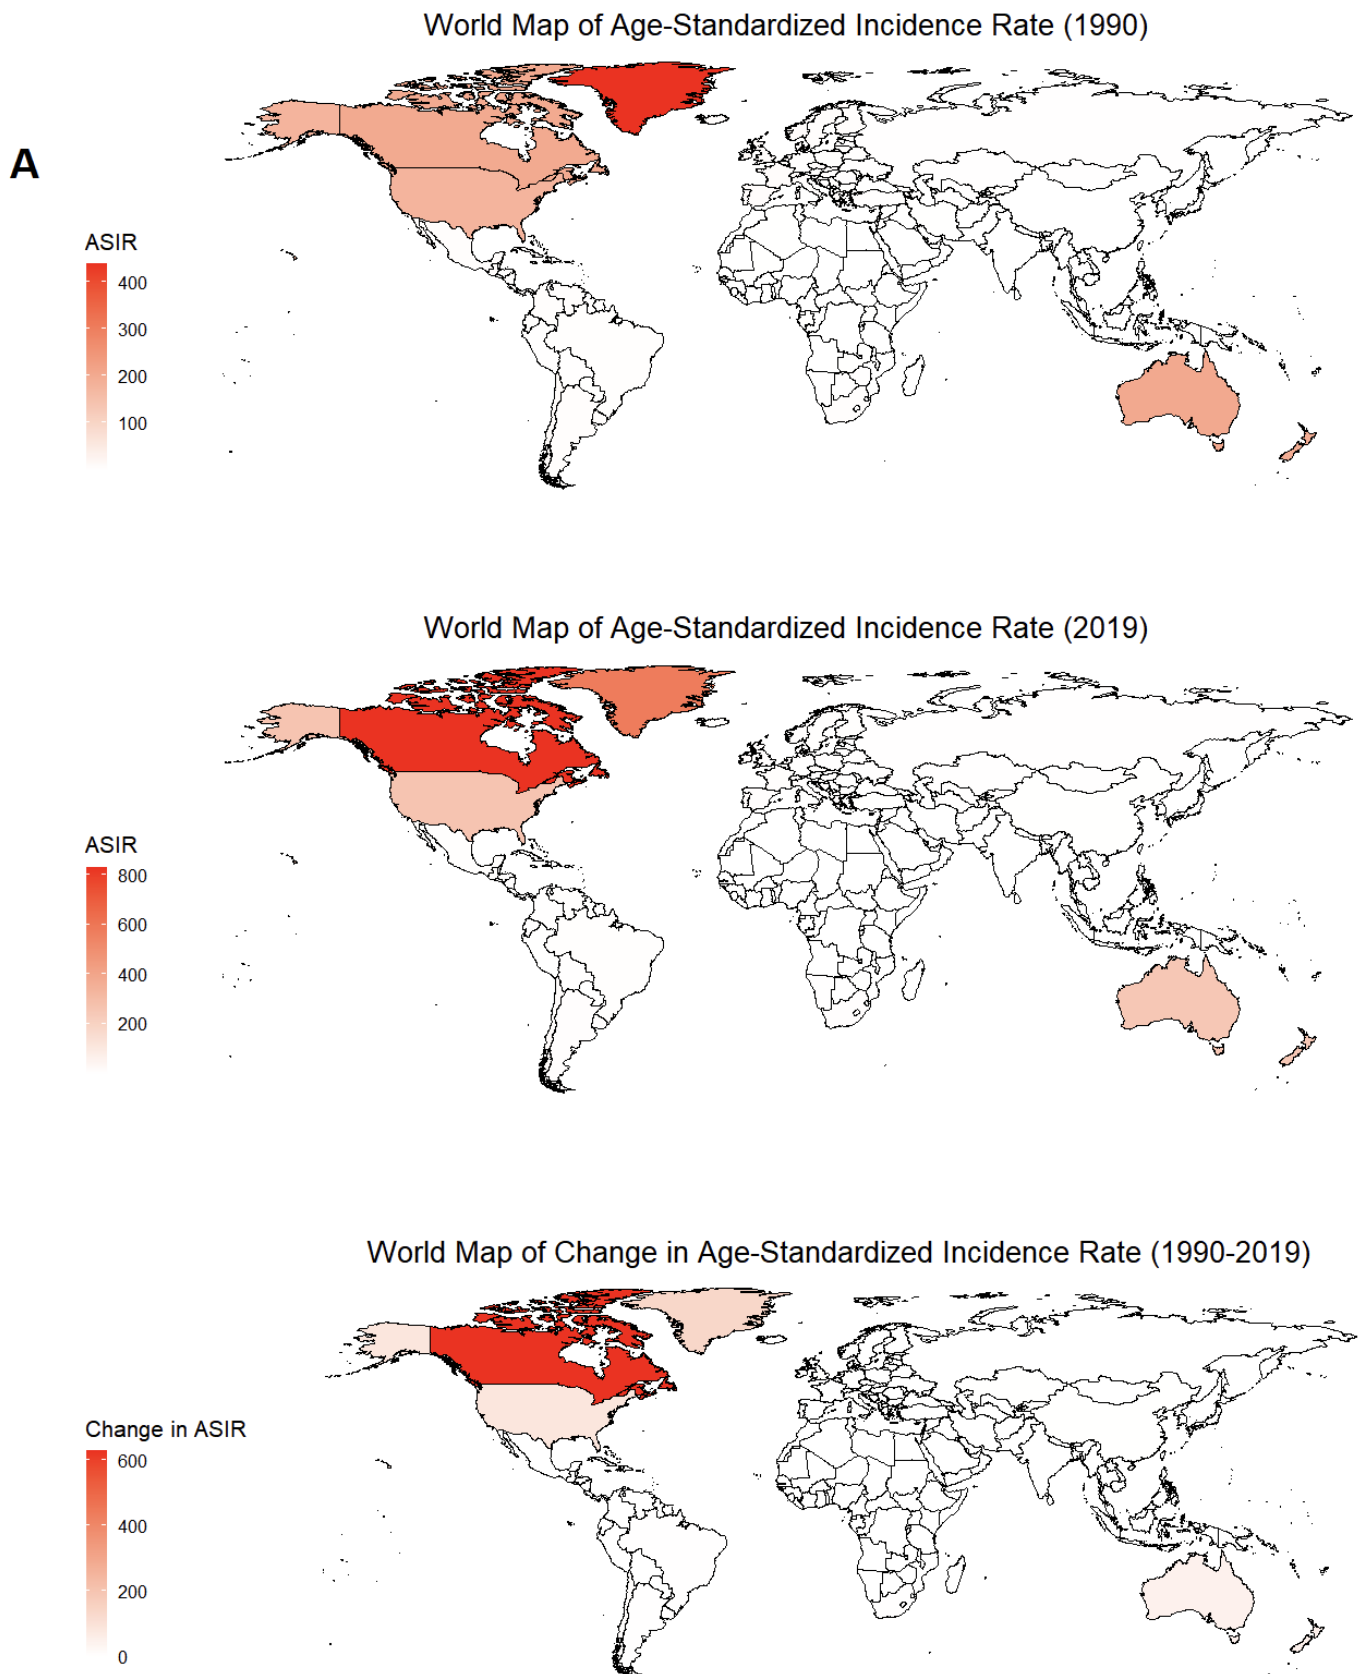 World Map of Age-Standardized Incidence Rate (1990)
A
ASIR
400
300
200
100
World Map of Age-Standardized Incidence Rate (2019)
ASIR
800
600
400
200
World Map of Change in Age-Standardized Incidence Rate (1990-2019)
Change in ASIR
600
400
200
0